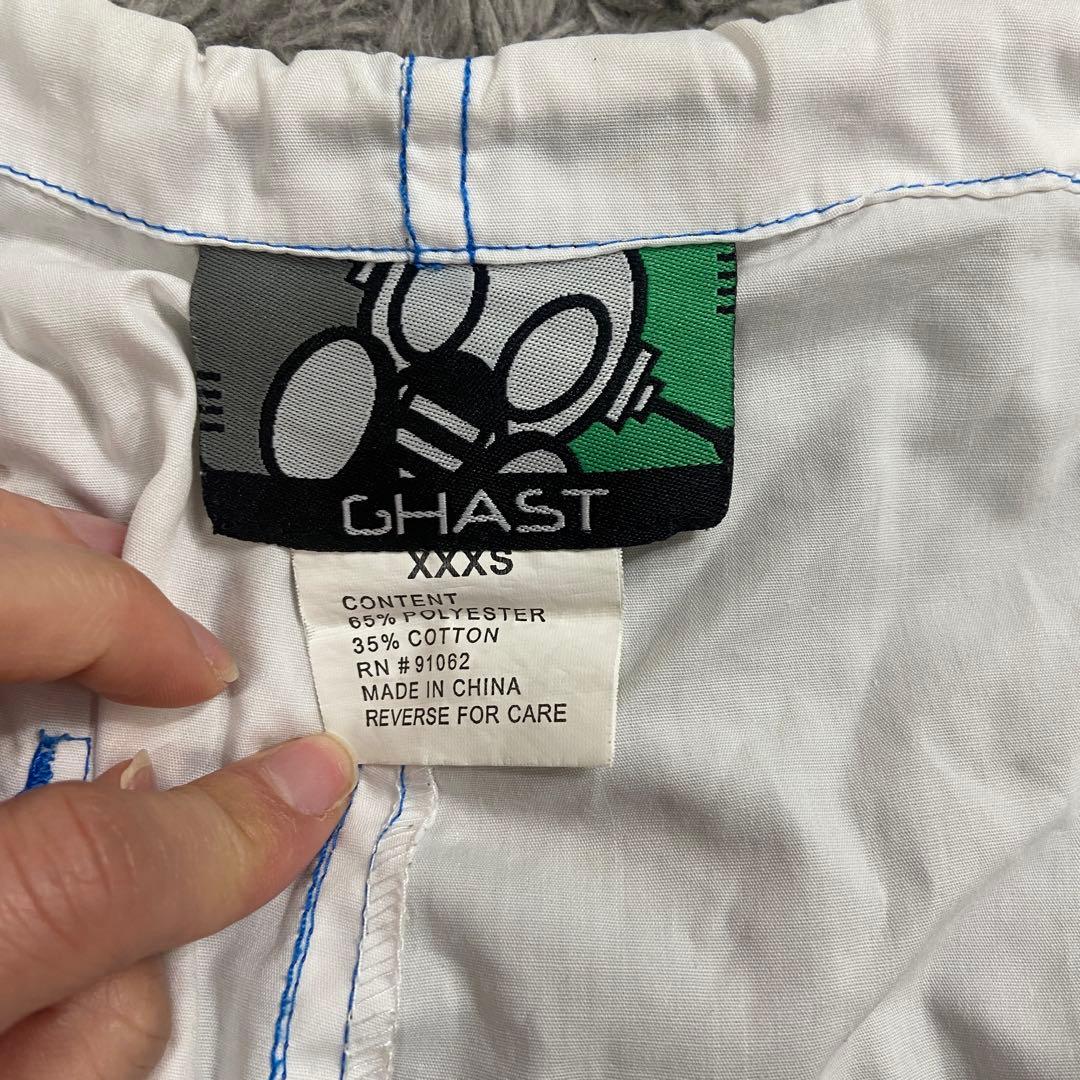 GHAST
XXXS
CONTENT
65% POLYESTER
35% COTTON
RN # 91062
MADE IN CHINA
REVERSE FOR CARE